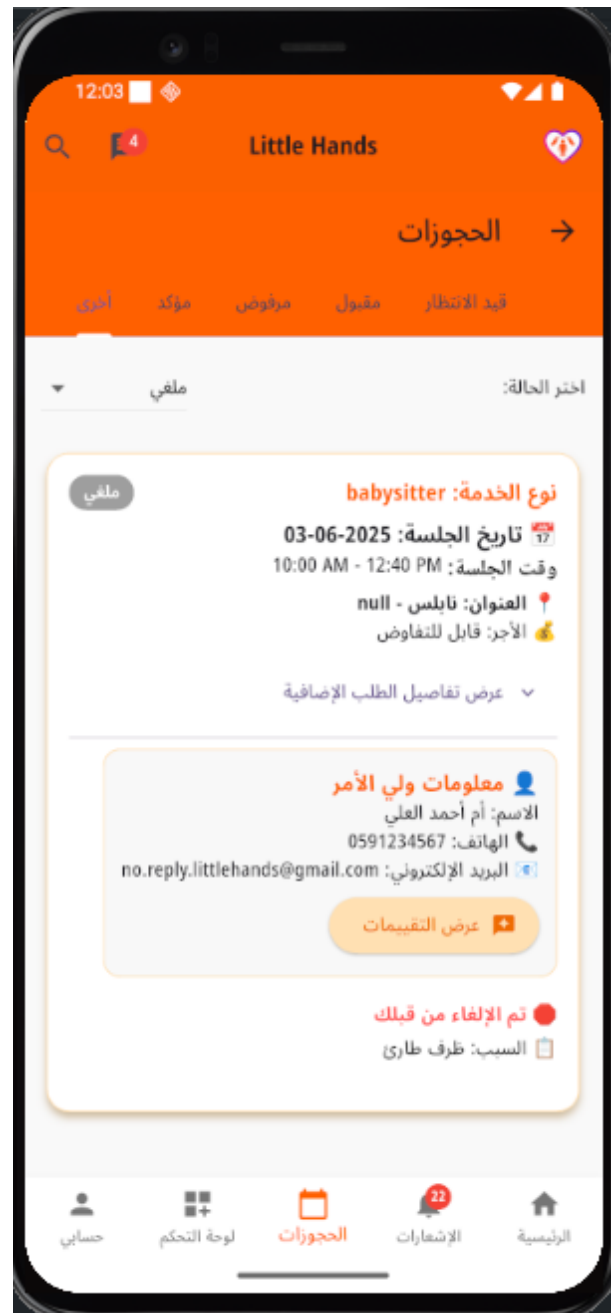 12:03
4
Little Hands
الحجوزات
قيد الانتظار مقبول مرفوض مؤكد أخرى
اختر الحالة: ملغي
نوع الخدمة: babysitter ملغي
تاريخ الجلسة: 2025-06-03
وقت الجلسة: 10:00 AM - 12:40 PM
العنوان: نابلس - null
الأجر: قابل للتفاوض
عرض تفاصيل الطلب الإضافية
معلومات ولي الأمر
الاسم: أم أحمد العلي
الهاتف: 0591234567
البريد الإلكتروني: no.reply.littlehands@gmail.com
عرض التقييمات
تم الإلغاء من قبلك
السبب: ظرف طارئ
22
الرئيسية الإشعارات الحجوزات لوحة التحكم حسابي